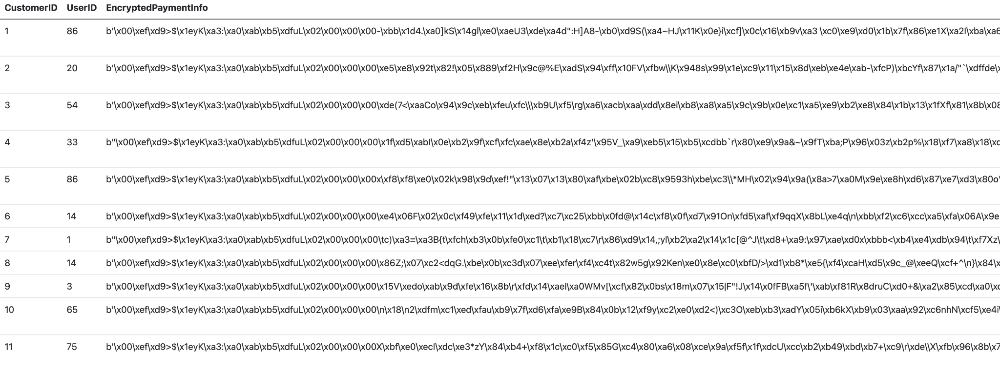 CustomerID UserID EncryptedPaymentInfo
1 86 b'\x00\xef\xd9>$\x1eyK\xa3:\xa0\xab\xb5\xdfuL\x02\x00\x00\x00-\xbb\x1d4.\xa0]kS\x14gl\xe0\xaeU3\xde\xa4d":H]A8-\xb0\xd9S(\xa4~HJ\x11K\x0e}i\xcf]\x0c\x16\xb9v\xa3 \xc0\xe9\xd0\x1b\x7f\x86\xe1X\xa2I\xba\xa6
2 20 b'\x00\xef\xd9>$\x1eyK\xa3:\xa0\xab\xb5\xdfuL\x02\x00\x00\x00\xe5\xe8\x92t\x82!\x05\x889\xf2H\x9c@%E\xadS\x94\xff\x10FV\xfbw\\K\x948s\x99\x1e\xc9\x11\x15\x8d\xeb\xe4e\xab-\xfcP)\xbcYf\x87\x1a/"`\xdffde\x
3 54 b'\x00\xef\xd9>$\x1eyK\xa3:\xa0\xab\xb5\xdfuL\x02\x00\x00\x00\xde(7<\xaaCo\x94\x9c\xeb\xfeu\xfc\\\xb9U\xf5\rg\xa6\xacb\xaa\xdd\x8ei\xb8\xa8\xa5\x9c\x9b\x0e\xc1\xa5\xe9\xb2\xe8\x84\x1b\x13\x1fXf\x81\x8b\x08
4 33 b"\x00\xef\xd9>$\x1eyK\xa3:\xa0\xab\xb5\xdfuL\x02\x00\x00\x00\x1f\xd5\xabl\x0e\xb2\x9f\xcf\xfc\xae\x8e\xb2a\xf4z'\x95V_\xa9\xeb5\x15\xb5\xcdbb`r\x80\xe9\x9a&~\x9fT\xba;P\x96\x03z\xb2p%\x18\xf7\xa8\x18\xc
5 86 b'\x00\xef\xd9>$\x1eyK\xa3:\xa0\xab\xb5\xdfuL\x02\x00\x00\x00x\xf8\xf8\xe0\x02k\x98\x9d\xef!"\x13\x07\x13\x80\xaf\xbe\x02b\xc8\x9593h\xbe\xc3\\*MH\x02\x94\x9a(\x8a>7\xa0M\x9e\xe8h\xd6\x87\xe7\xd3\x80o'
6 14 b'\x00\xef\xd9>$\x1eyK\xa3:\xa0\xab\xb5\xdfuL\x02\x00\x00\x00\xe4\x06F\x02\x0c\xf49\xfe\x11\x1d\xed?\xc7\xc25\xbb\x0fd@\x14c\xf8\x0f\xd7\x91On\xfd5\xaf\xf9qqX\x8bL\xe4q\n\xbb\xf2\xc6\xcc\xa5\xfa\x06A\x9e
7 1 b"\x00\xef\xd9>$\x1eyK\xa3:\xa0\xab\xb5\xdfuL\x02\x00\x00\x00\tc)\xa3=\xa3B{t\xfch\xb3\x0b\xfe0\xc1\t\xb1\x18\xc7\r\x86\xd9\x14,;yl\xb2\xa2\x14\x1c[@^J\t\xd8+\xa9:\x97\xae\xd0x\xbbb<\xb4\xe4\xdb\x94\t\xf7Xz\
8 14 b'\x00\xef\xd9>$\x1eyK\xa3:\xa0\xab\xb5\xdfuL\x02\x00\x00\x00\x86Z;\x07\xc2<dqG.\xbe\x0b\xc3d\x07\xee\xfer\xf4\xc4t\x82w5g\x92Ken\xe0\x8e\xc0\xbfD/>\xd1\xb8*\xe5{\xf4\xcaH\xd5\x9c_@\xeeQ\xcf+^\n}\x84\x
9 3 b'\x00\xef\xd9>$\x1eyK\xa3:\xa0\xab\xb5\xdfuL\x02\x00\x00\x00\x15V\xedo\xab\x9d\xfe\x16\x8b\r\xfd\x14\xael\xa0WMv[\xcf\x82\x0bs\x18m\x07\x15|F"!J\x14\x0fFB\xa5f\'\xab\xf81R\x8druC\xd0+&\xa2\x85\xcd\xa0\xc
10 65 b'\x00\xef\xd9>$\x1eyK\xa3:\xa0\xab\xb5\xdfuL\x02\x00\x00\x00\n\x18\n2\xdfm\xc1\xed\xfau\xb9\x7f\xd6\xfa\xe9B\x84\x0b\x12\xf9y\xc2\xe0\xd2<)\xc3O\xeb\xb3\xadY\x05i\xb6kX\xb9\x03\xaa\x92\xc6nhN\xcf5\xe4i\
11 75 b'\x00\xef\xd9>$\x1eyK\xa3:\xa0\xab\xb5\xdfuL\x02\x00\x00\x00X\xbf\xe0\xecl\xdc\xe3*zY\x84\xb4+\xf8\x1c\xc0\xf5\x85G\xc4\x80\xa6\x08\xce\x9a\xf5f\x1f\xdcU\xcc\xb2\xb49\xbd\xb7+\xc9\r\xde\\X\xfb\x96\x8b\x7